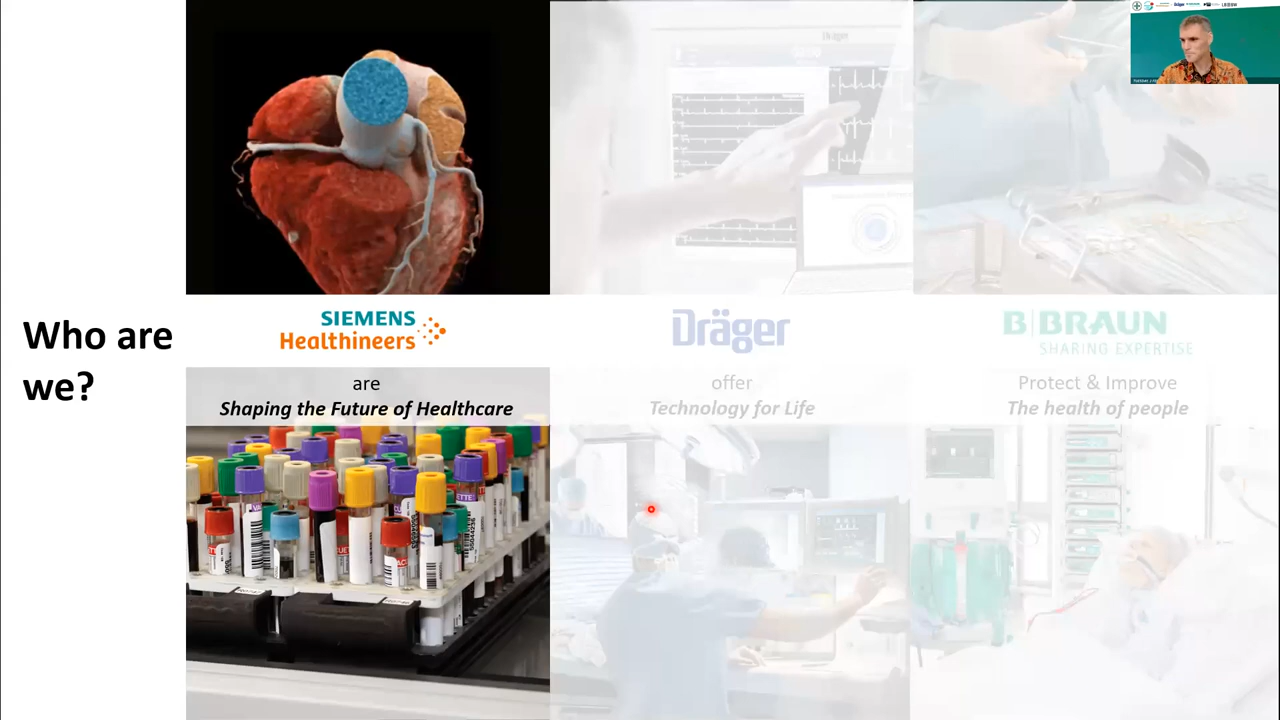 Who are
we?
SIEMENS
Healthineers
are
Shaping the Future of Healthcare
Dräger
offer
Technology for Life
B|BRAUN
SHARING EXPERTISE
Protect & Improve
The health of people
Dräger